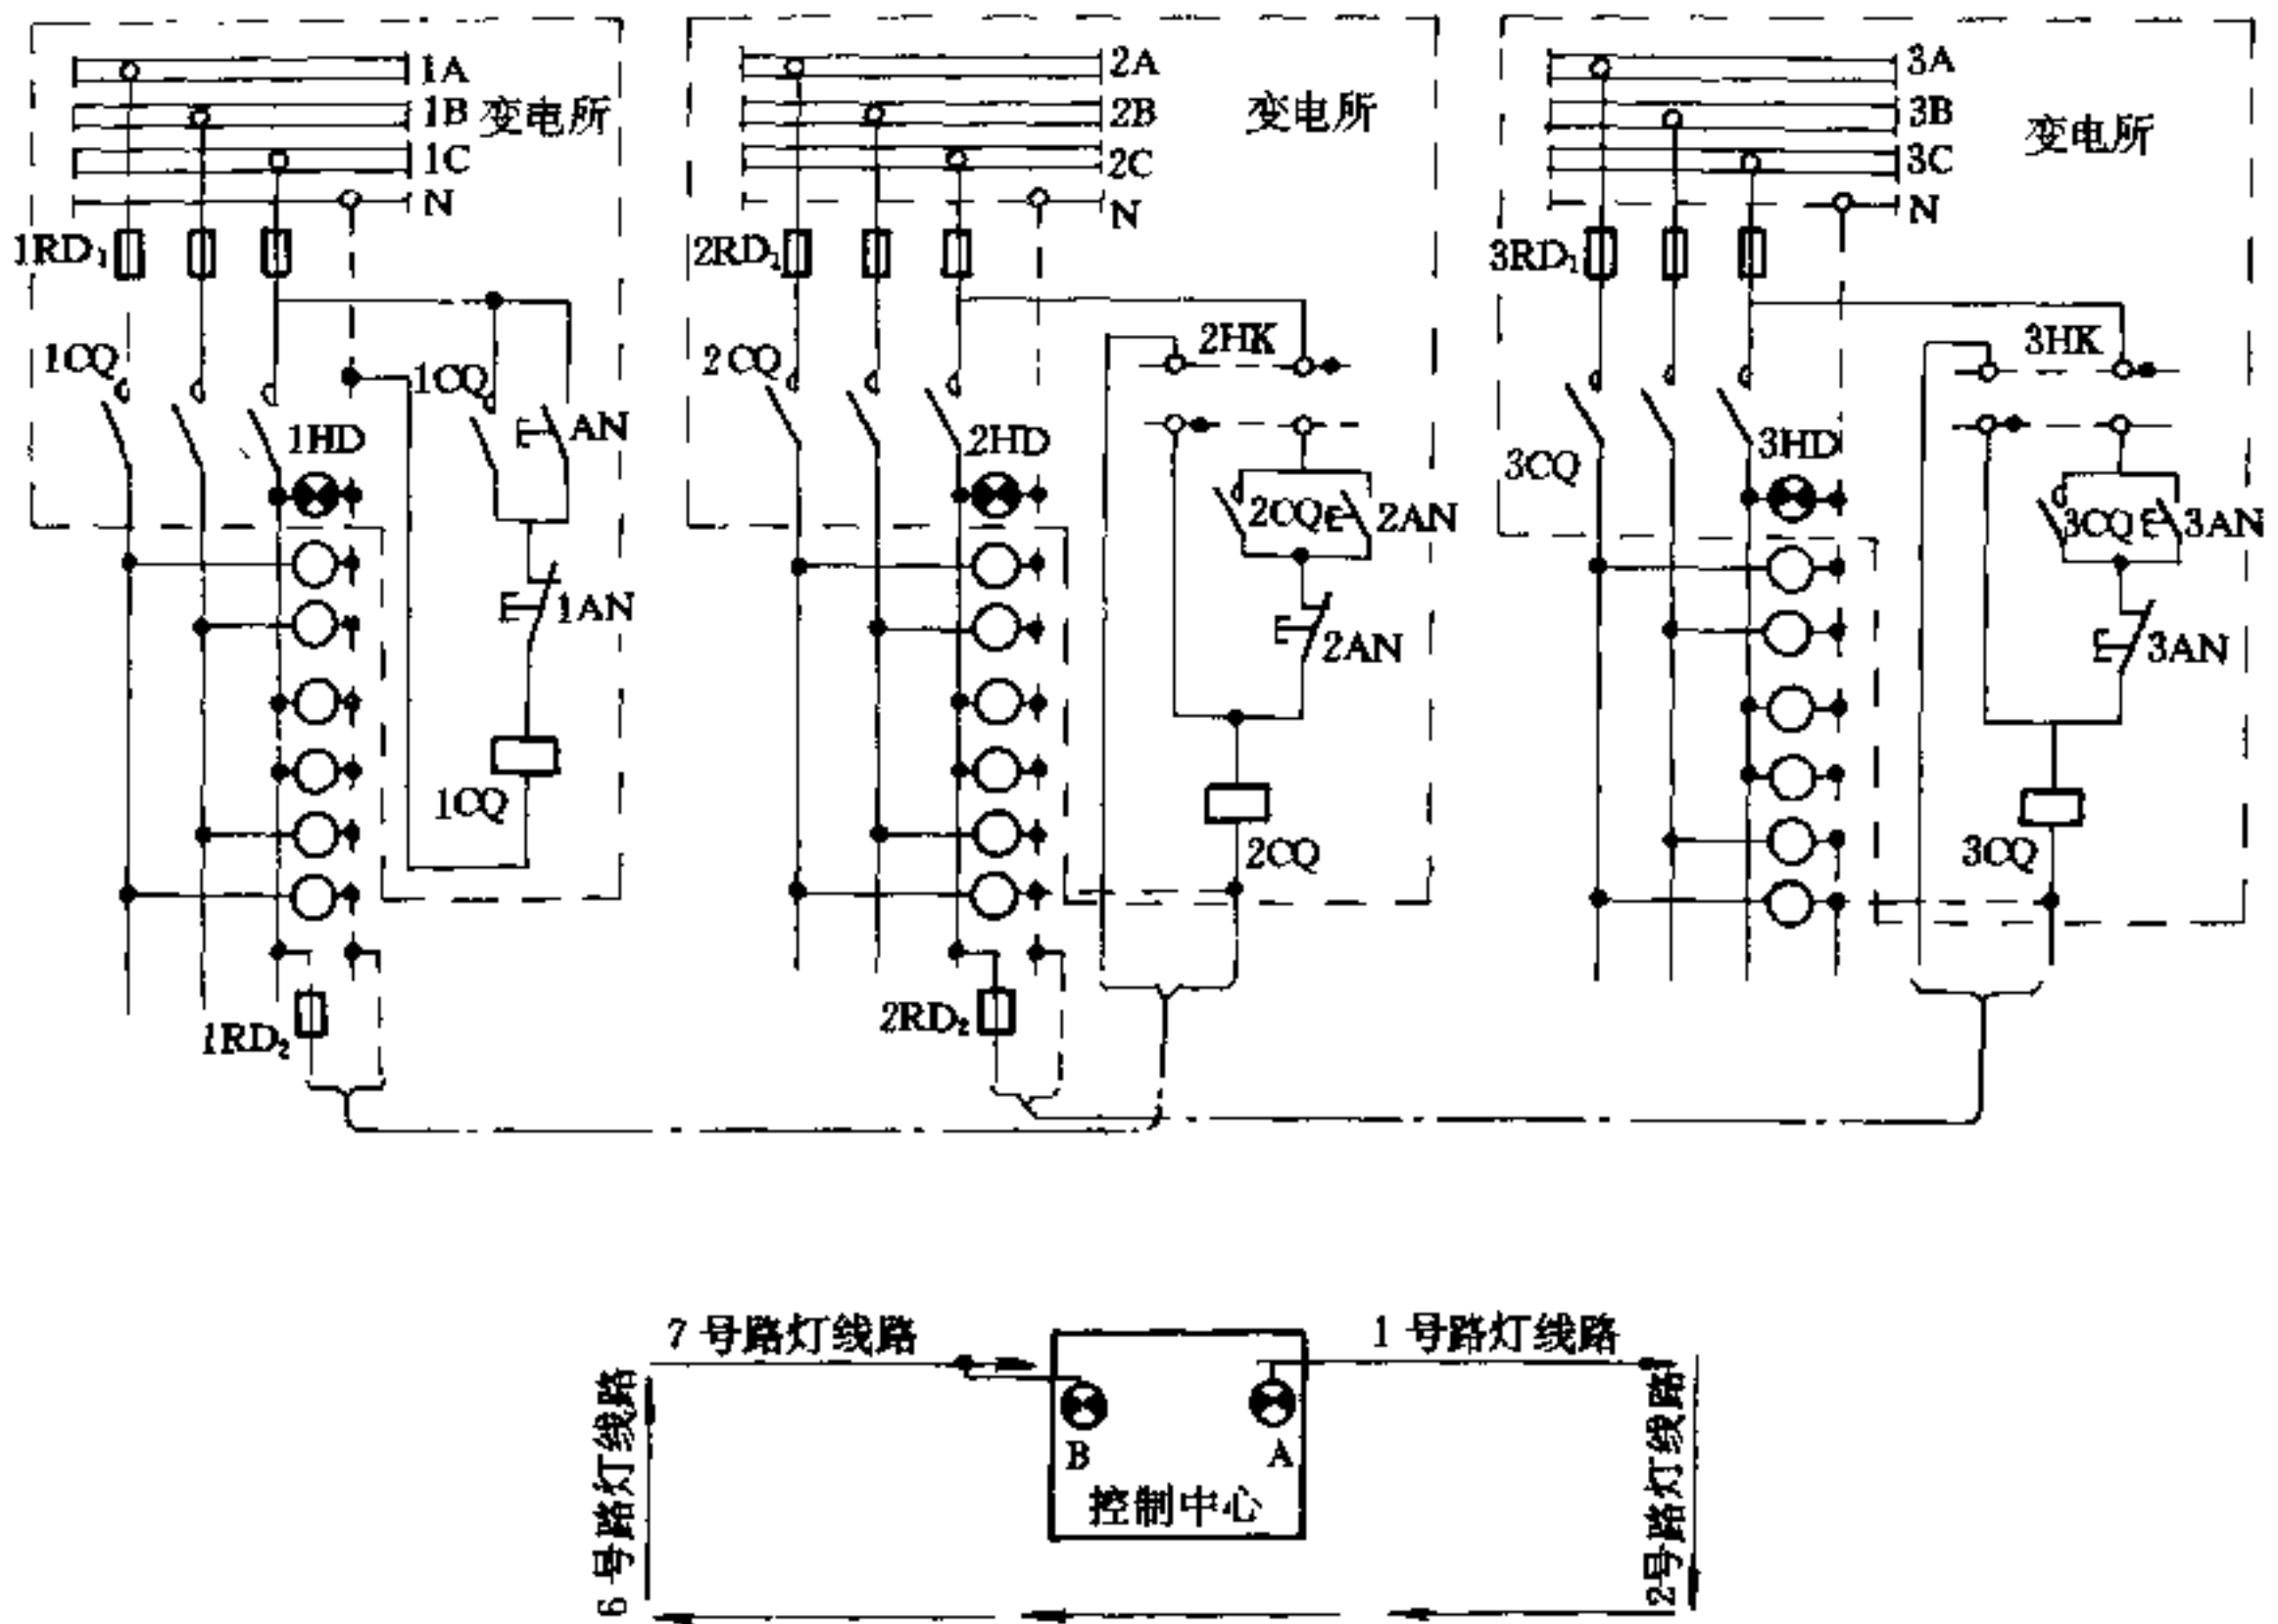 1A
1B 变电所
1C
N
1RD₁
1CQ
1CQ
AN
1HD
1AN
1CQ
1RD₂
2A
2B 变电所
2C
N
2RD₁
2HK
2CQ
2HD
2CQ 2AN
2AN
2CQ
2RD₂
3A
3B 变电所
3C
N
3RD₁
3HK
3HD
3CQ
3CQ 3AN
3AN
3CQ
7号路灯线路
1号路灯线路
6号路灯线路
2号路灯线路
B
A
控制中心